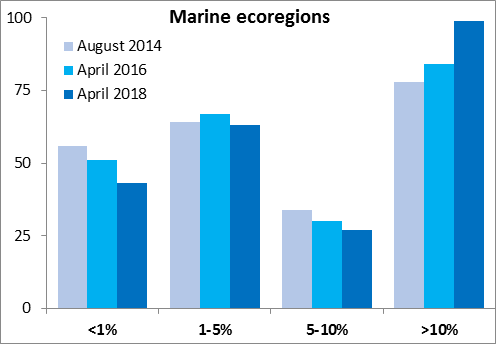 Marine ecoregions
100
August 2014
April 2016
April 2018
75
50
25
0
<1% 1-5% 5-10% >10%